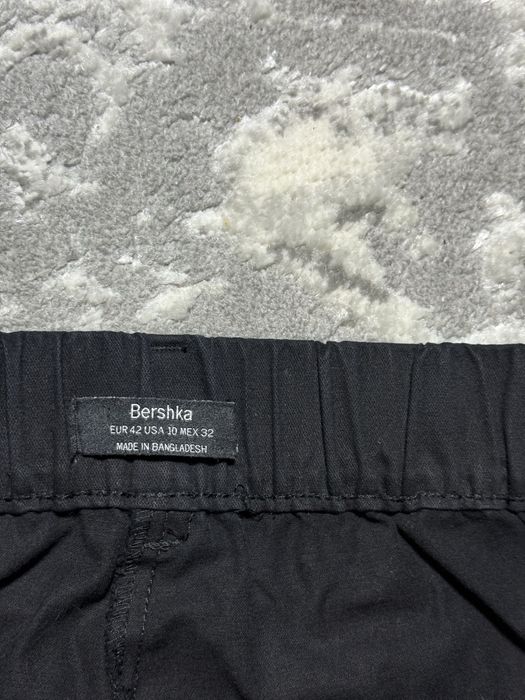 Bershka
EUR 42 USA 10 MEX 32
MADE IN BANGLADESH